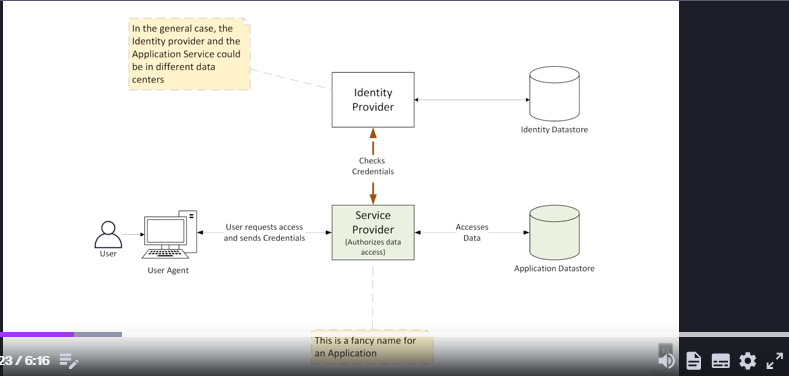 In the general case, the
Identity provider and the
Application Service could
be in different data
centers
Identity
Provider
Identity Datastore
Checks
Credentials
User requests access
and sends Credentials
Service
Provider
(Authorizes data
access)
Accesses
Data
User
User Agent
Application Datastore
This is a fancy name for
an Application
23 / 6:16